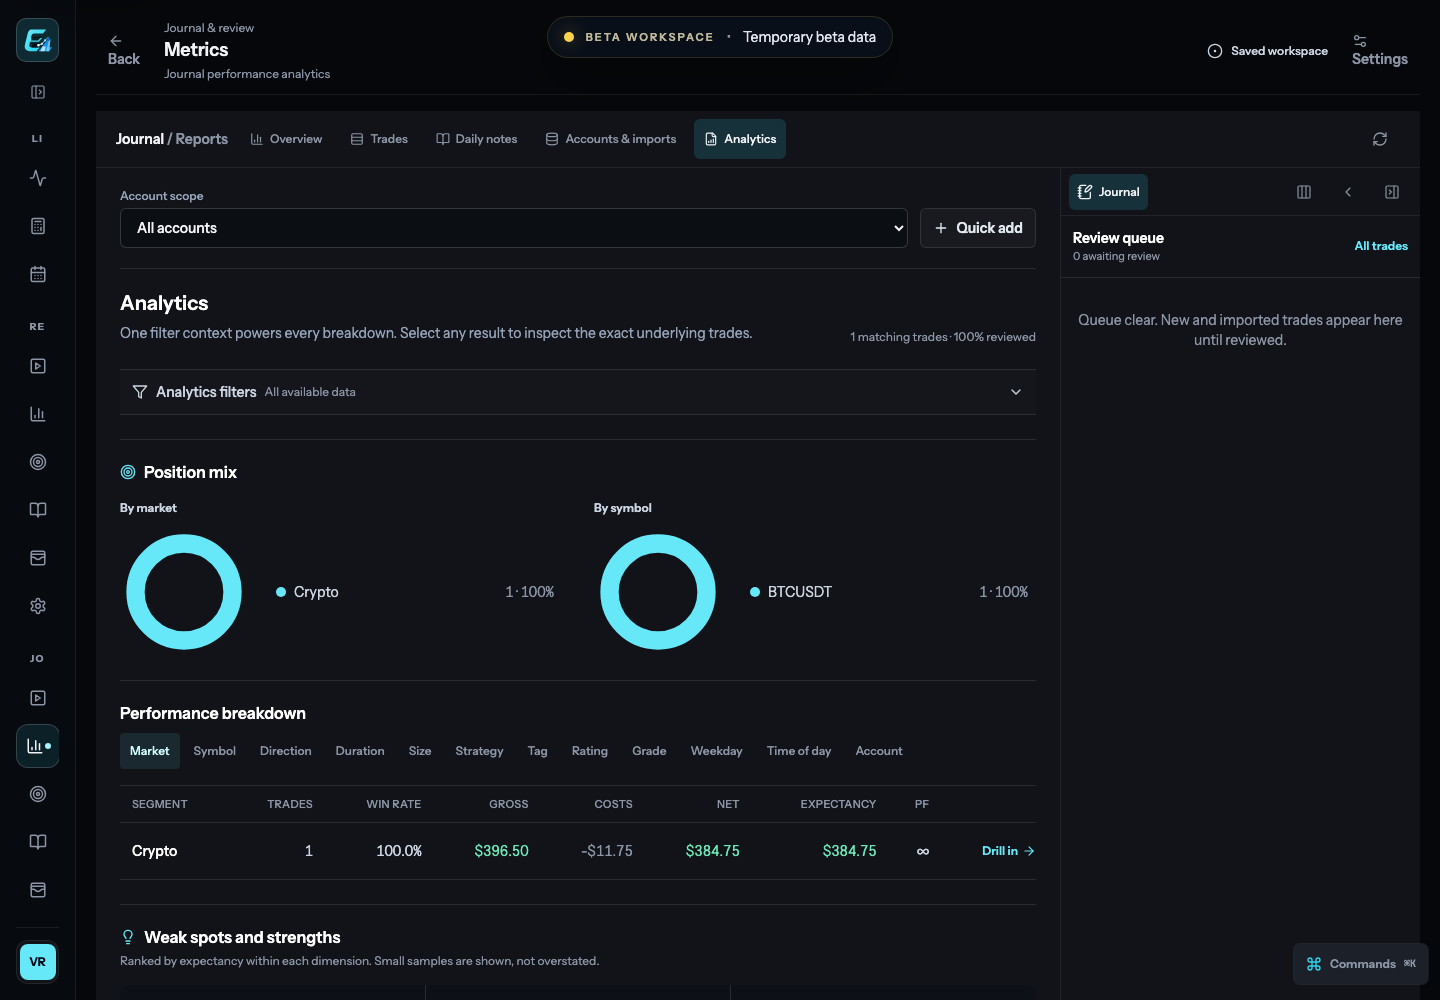 Back
Journal & review
Metrics
Journal performance analytics
BETA WORKSPACE · Temporary beta data
Saved workspace
Settings
LI
RE
JO
VR
Journal / Reports
Overview
Trades
Daily notes
Accounts & imports
Analytics
Account scope
All accounts
Quick add
Analytics
One filter context powers every breakdown. Select any result to inspect the exact underlying trades.
1 matching trades · 100% reviewed
Analytics filters All available data
Position mix
By market
Crypto 1 · 100%
By symbol
BTCUSDT 1 · 100%
Performance breakdown
Market Symbol Direction Duration Size Strategy Tag Rating Grade Weekday Time of day Account
SEGMENT TRADES WIN RATE GROSS COSTS NET EXPECTANCY PF
Crypto 1 100.0% $396.50 -$11.75 $384.75 $384.75 ∞ Drill in →
Weak spots and strengths
Ranked by expectancy within each dimension. Small samples are shown, not overstated.
Journal
Review queue
0 awaiting review
All trades
Queue clear. New and imported trades appear here
until reviewed.
Commands ⌘K